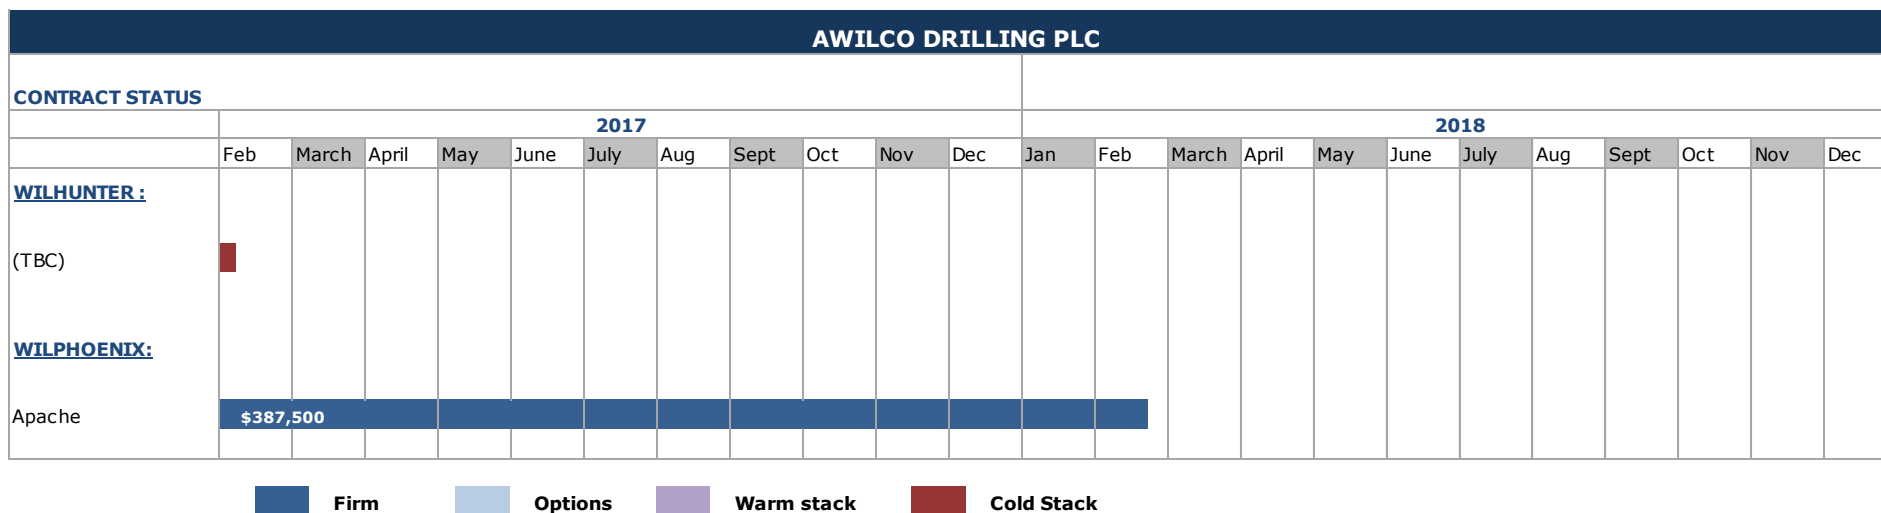 AWILCO DRILLING PLC
CONTRACT STATUS
2017 2018
Feb March April May June July Aug Sept Oct Nov Dec Jan Feb March April May June July Aug Sept Oct Nov Dec
WILHUNTER :
(TBC)
WILPHOENIX:
Apache $387,500
Firm Options Warm stack Cold Stack